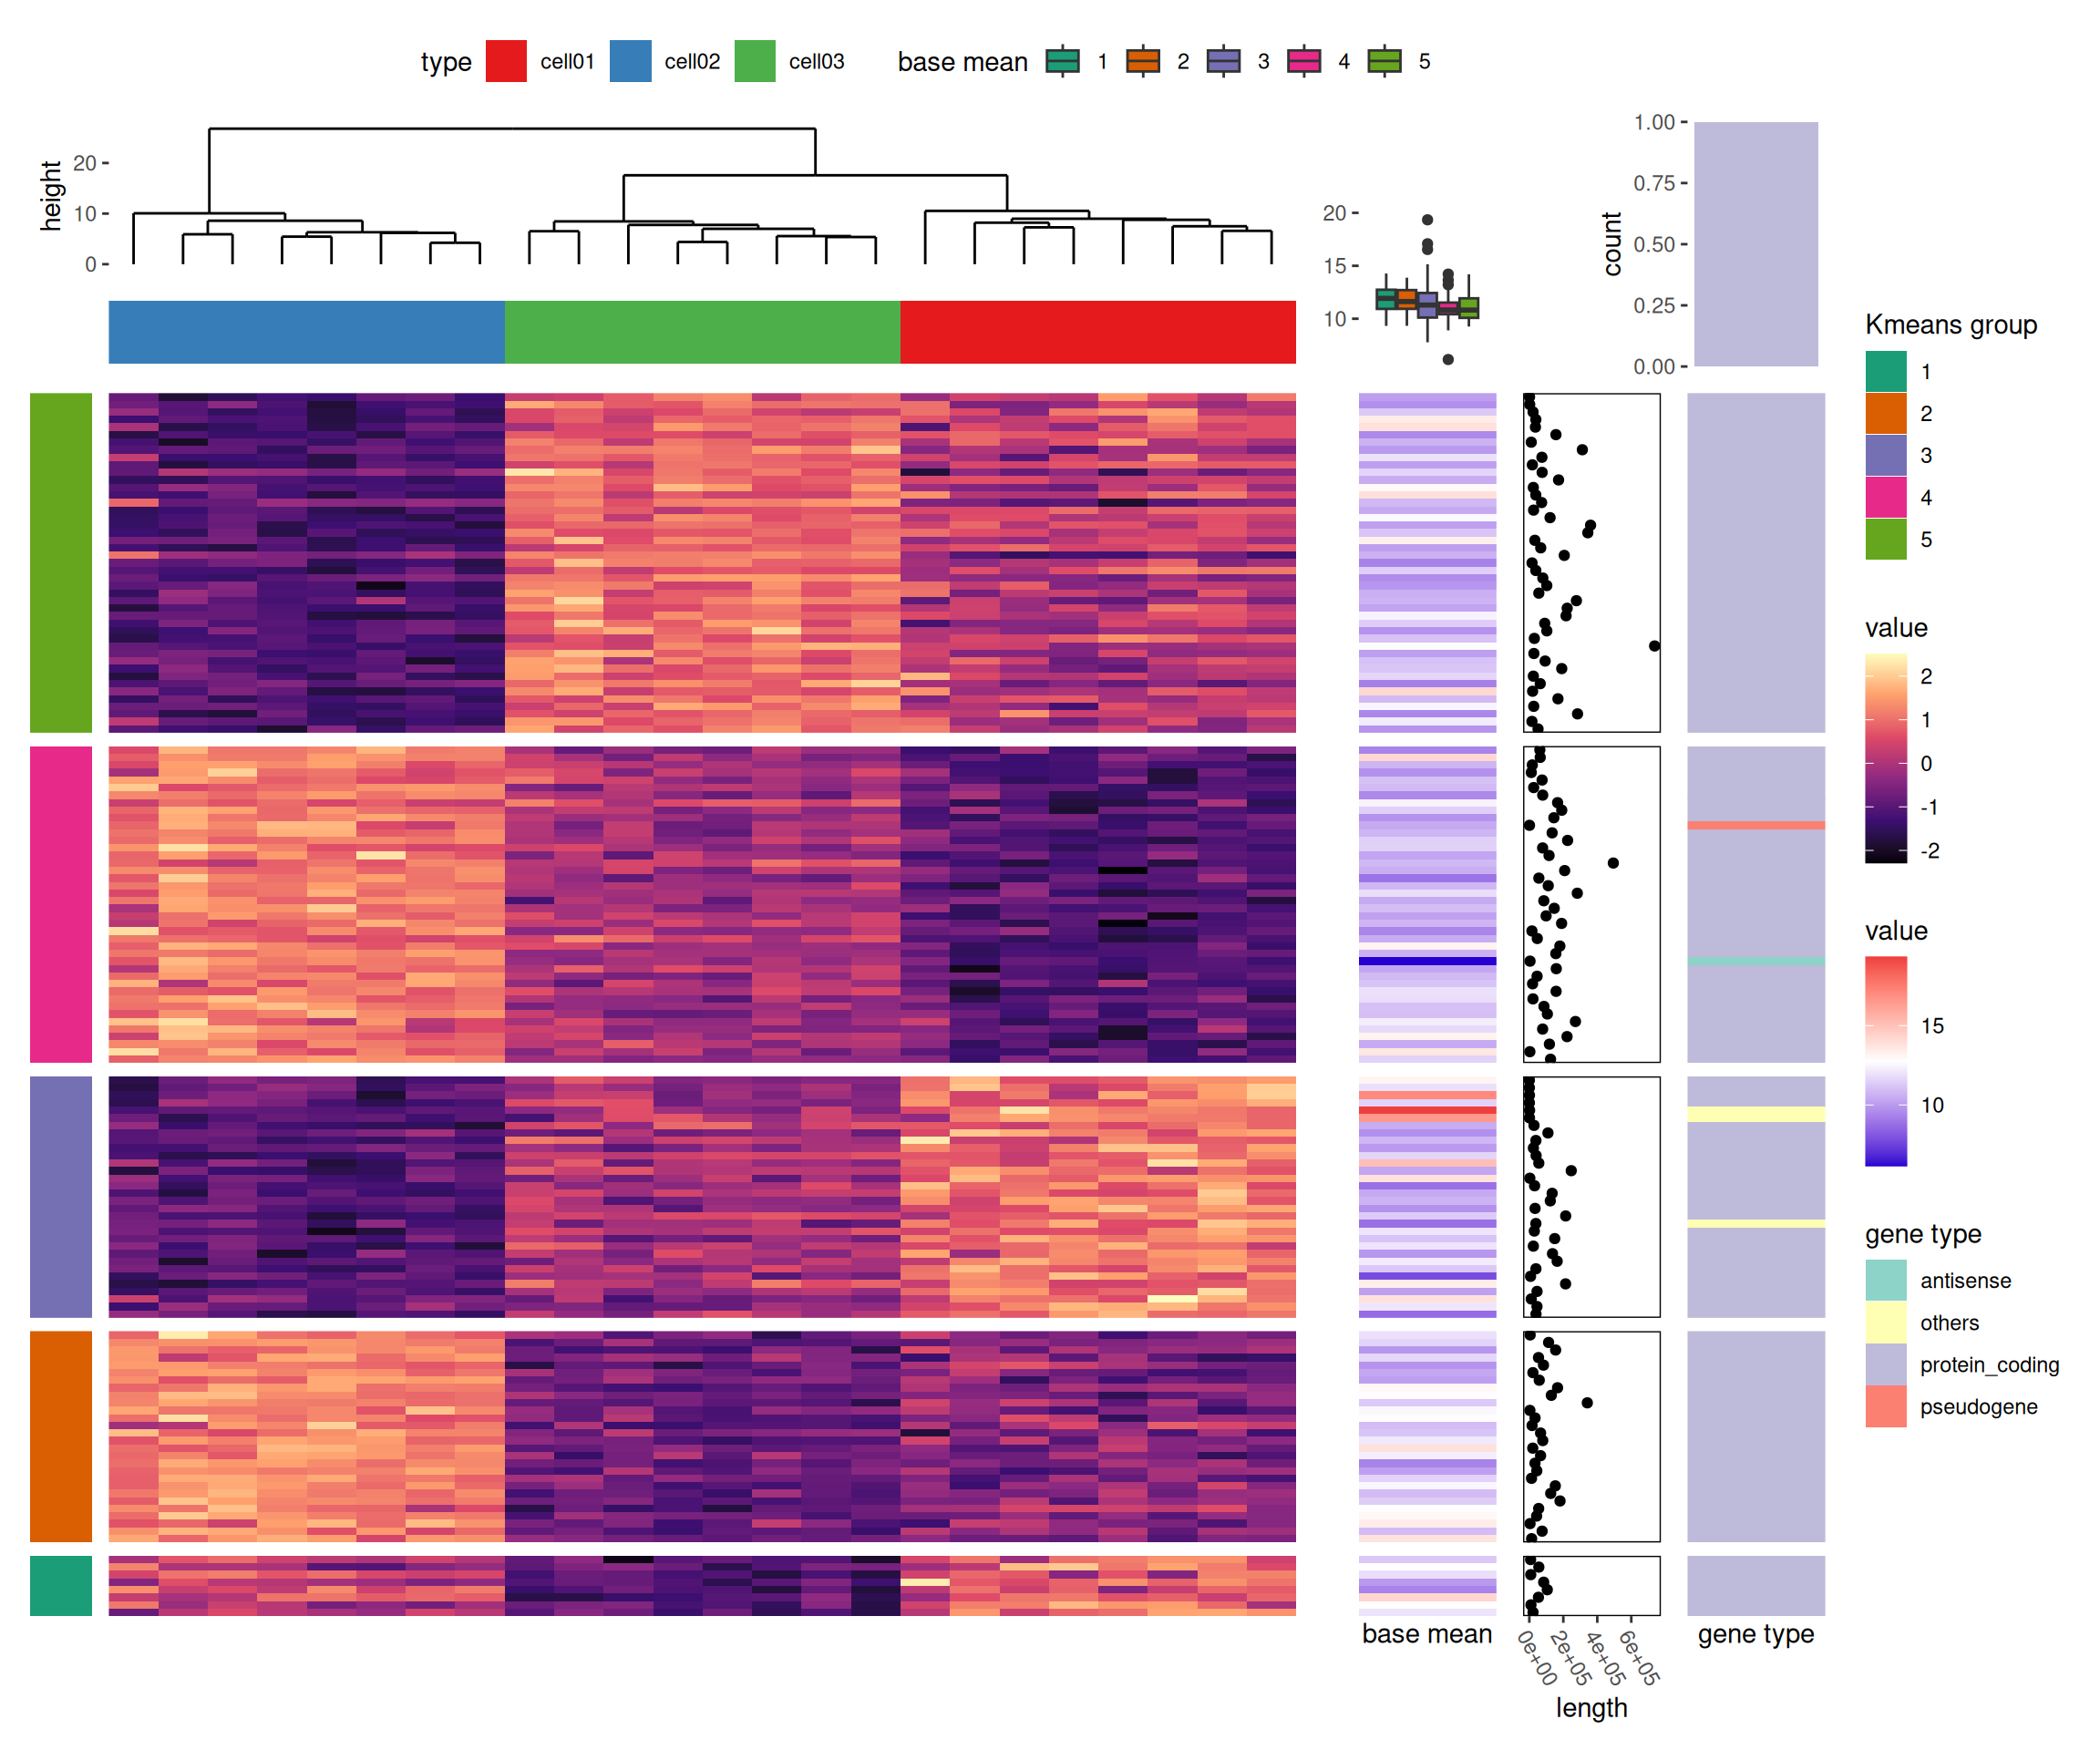 type cell01 cell02 cell03 base mean 1 2 3 4 5
height
20
10
0
20
15
10
count
1.00
0.75
0.50
0.25
0.00
Kmeans group
1
2
3
4
5
value
2
1
0
-1
-2
value
15
10
gene type
antisense
others
protein_coding
pseudogene
base mean
0e+00 2e+05 4e+05 6e+05
length
gene type